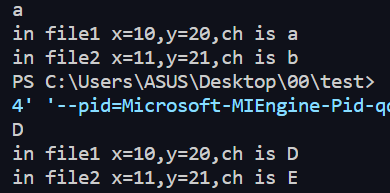 a
in file1 x=10,y=20,ch is a
in file2 x=11,y=21,ch is b
PS C:\Users\ASUS\Desktop\00\test>
4' '--pid=Microsoft-MIEngine-Pid-qc
D
in file1 x=10,y=20,ch is D
in file2 x=11,y=21,ch is E